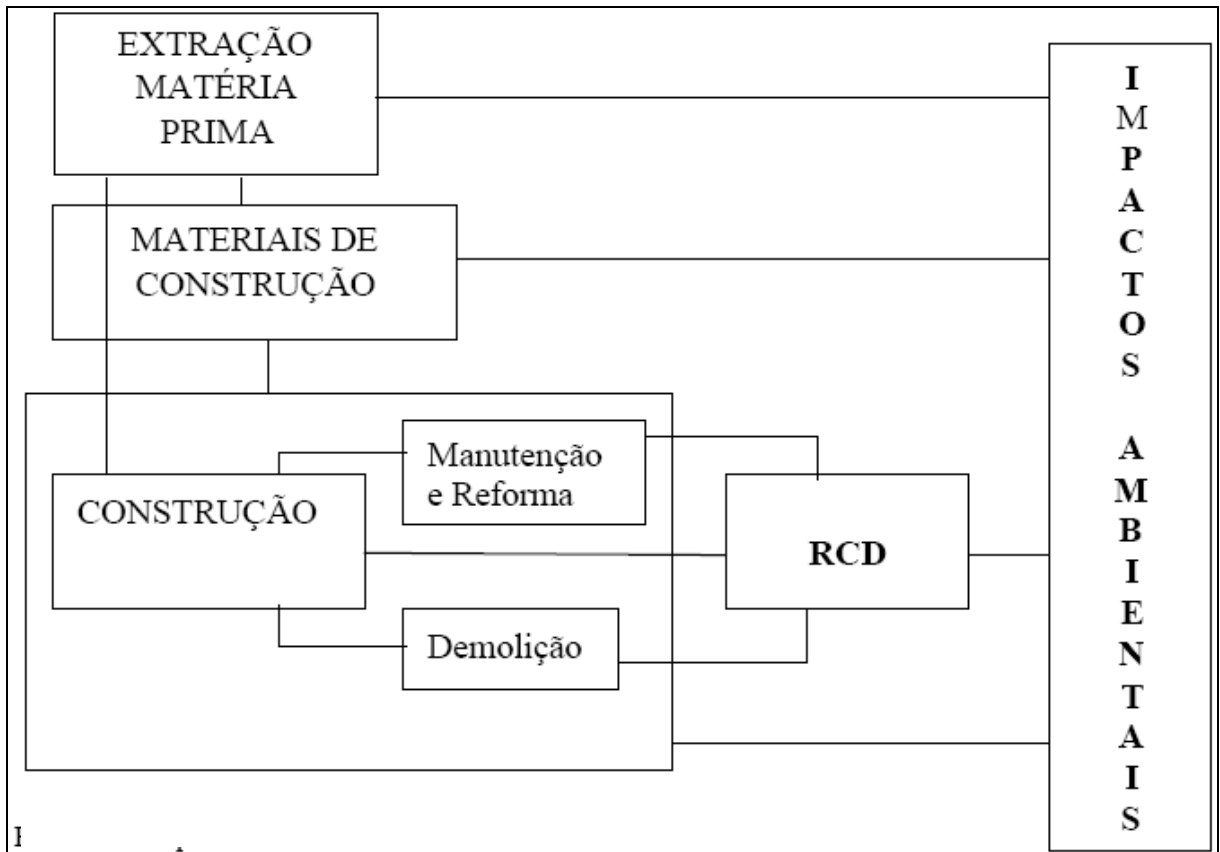 EXTRAÇÃO
MATÉRIA
PRIMA
MATERIAIS DE
CONSTRUÇÃO
CONSTRUÇÃO
Manutenção
e Reforma
Demolição
RCD
I
M
P
A
C
T
O
S
A
M
B
I
E
N
T
A
I
S